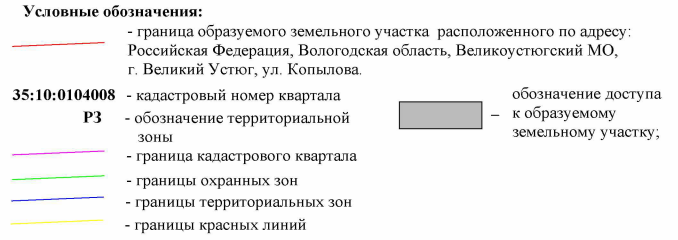 Условные обозначения:
- граница образуемого земельного участка расположенного по адресу:
Российская Федерация, Вологодская область, Великоустюгский МО,
г. Великий Устюг, ул. Копылова.
35:10:0104008 - кадастровый номер квартала
РЗ - обозначение территориальной
зоны
- граница кадастрового квартала
- границы охранных зон
- границы территориальных зон
- границы красных линий
– обозначение доступа
к образуемому
земельному участку;